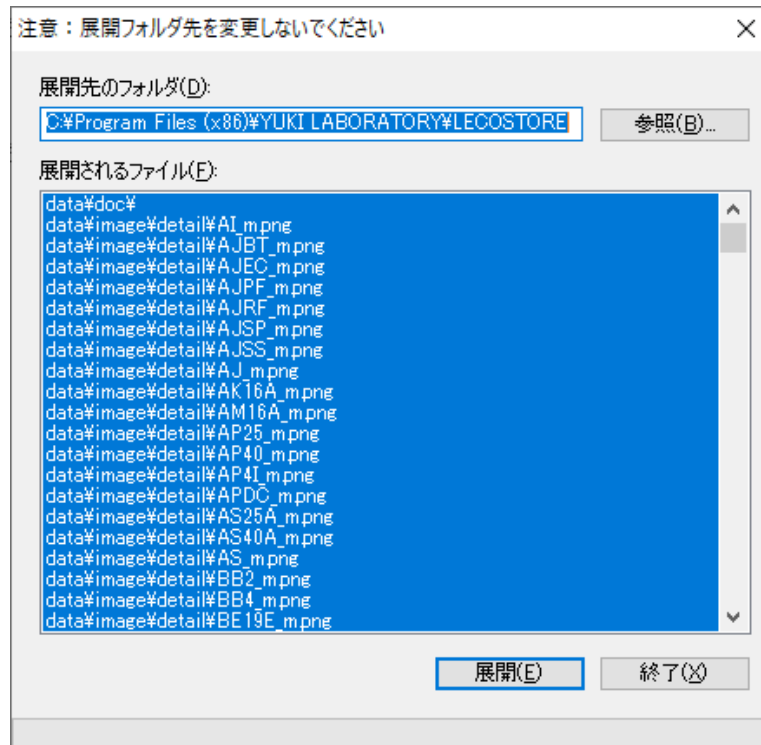 注意：展開フォルダ先を変更しないでください
展開先のフォルダ(D):
C:¥Program Files (x86)¥YUKI LABORATORY¥LECOSTORE
参照(B)...
展開されるファイル(F):
data¥doc¥
data¥image¥detail¥AI_m.png
data¥image¥detail¥AJBT_m.png
data¥image¥detail¥AJEC_m.png
data¥image¥detail¥AJPF_m.png
data¥image¥detail¥AJRF_m.png
data¥image¥detail¥AJSP_m.png
data¥image¥detail¥AJSS_m.png
data¥image¥detail¥AJ_m.png
data¥image¥detail¥AK16A_m.png
data¥image¥detail¥AM16A_m.png
data¥image¥detail¥AP25_m.png
data¥image¥detail¥AP40_m.png
data¥image¥detail¥AP4I_m.png
data¥image¥detail¥APDC_m.png
data¥image¥detail¥AS25A_m.png
data¥image¥detail¥AS40A_m.png
data¥image¥detail¥AS_m.png
data¥image¥detail¥BB2_m.png
data¥image¥detail¥BB4_m.png
data¥image¥detail¥BE19E_m.png
展開(E)
終了(X)